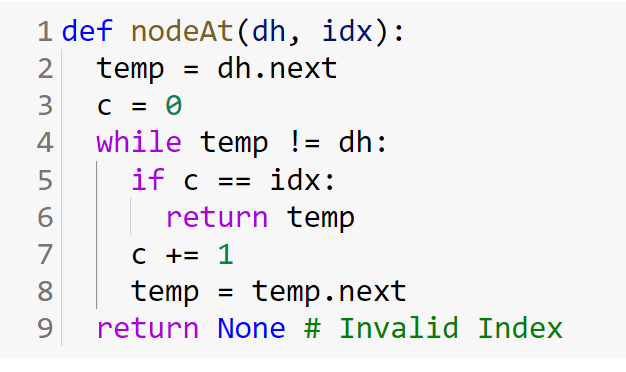 1 def nodeAt(dh, idx):
2   temp = dh.next
3   c = 0
4   while temp != dh:
5     if c == idx:
6       return temp
7     c += 1
8     temp = temp.next
9   return None # Invalid Index